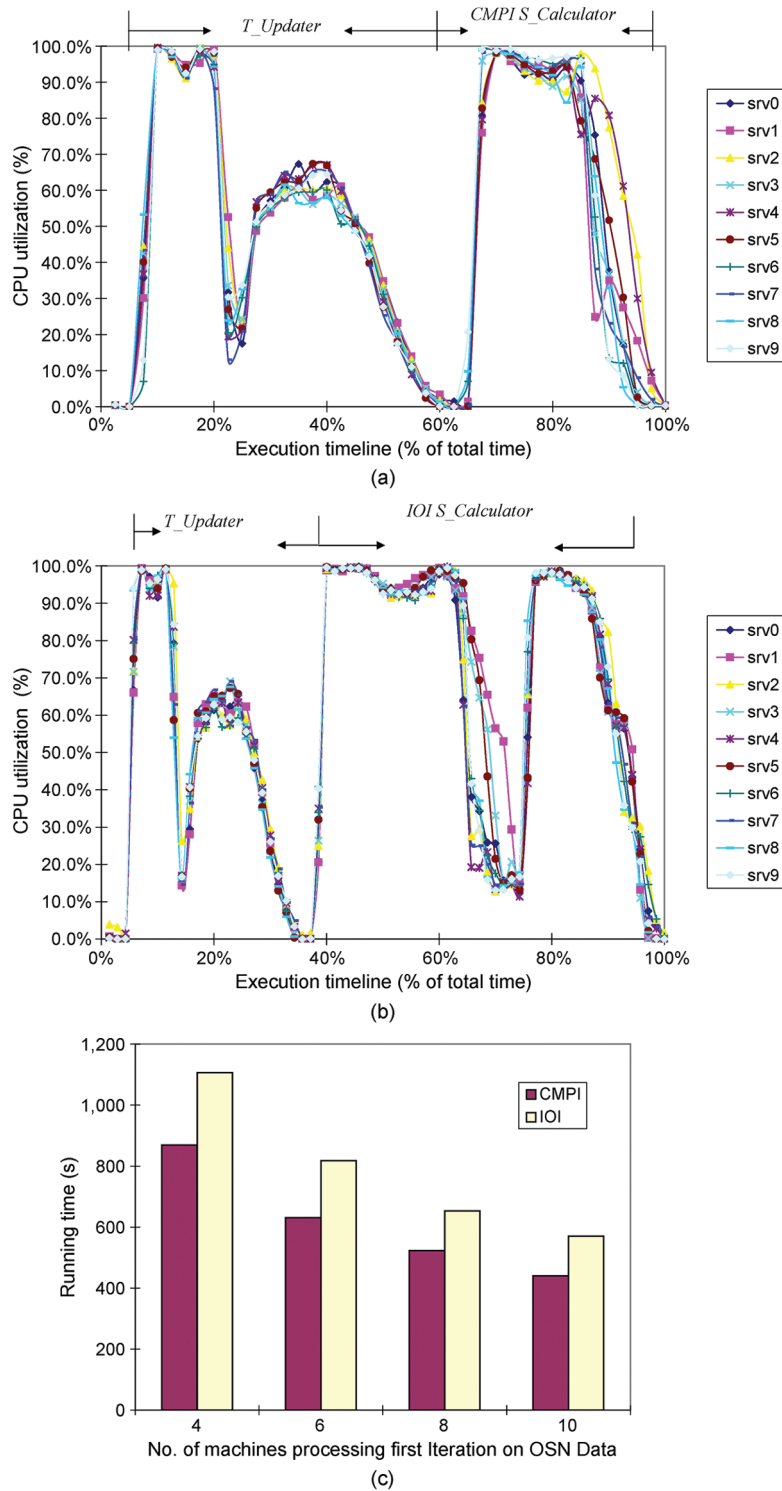 T_Updater
CMPI S_Calculator
100.0%
90.0%
80.0%
70.0%
60.0%
50.0%
40.0%
30.0%
20.0%
10.0%
0.0%
CPU utilization (%)
0%
20%
40%
60%
80%
100%
Execution timeline (% of total time)
srv0
srv1
srv2
srv3
srv4
srv5
srv6
srv7
srv8
srv9
(a)
T_Updater
IOI S_Calculator
100.0%
90.0%
80.0%
70.0%
60.0%
50.0%
40.0%
30.0%
20.0%
10.0%
0.0%
CPU utilization (%)
0%
20%
40%
60%
80%
100%
Execution timeline (% of total time)
srv0
srv1
srv2
srv3
srv4
srv5
srv6
srv7
srv8
srv9
(b)
1,200
1,000
800
600
400
200
0
Running time (s)
CMPI
IOI
4
6
8
10
No. of machines processing first Iteration on OSN Data
(c)